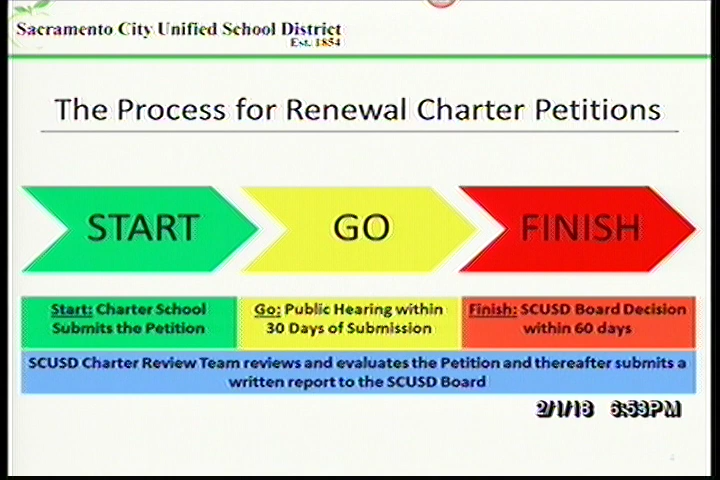 Sacramento City Unified School District
Est. 1854
The Process for Renewal Charter Petitions
START GO FINISH
Start: Charter School
Submits the Petition
Go: Public Hearing within
30 Days of Submission
Finish: SCUSD Board Decision
within 60 days
SCUSD Charter Review Team reviews and evaluates the Petition and thereafter submits a
written report to the SCUSD Board
2/1/18 6:53PM